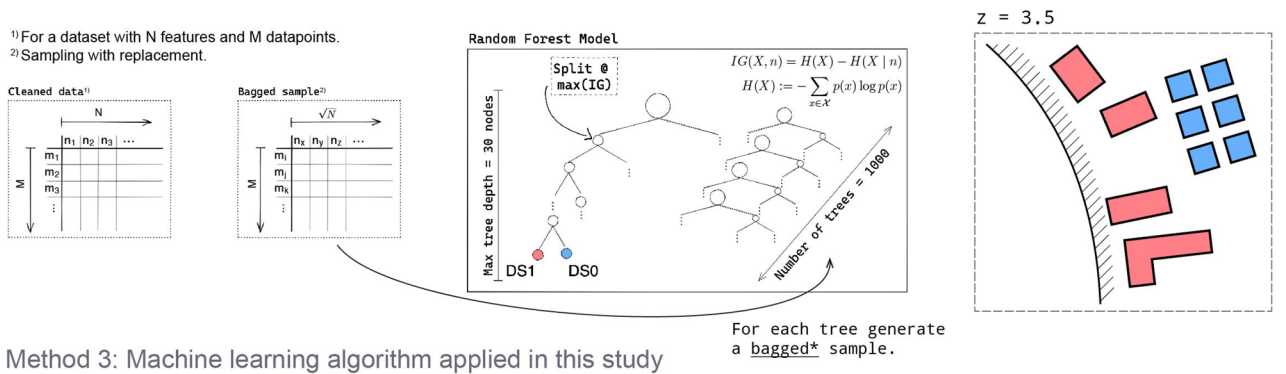 1) For a dataset with N features and M datapoints.
2) Sampling with replacement.
Cleaned data1)
N
n1 n2 n3 ···
M
m1
m2
m3
⋮
Bagged sample2)
√N
nx ny nz ···
M
mi
mj
mk
⋮
Random Forest Model
Split @
max(IG)
IG(X, n) = H(X) − H(X | n)
H(X) := − ∑ p(x) log p(x)
x∈𝒳
Max tree depth = 30 nodes
DS1 DS0
Number of trees = 1000
For each tree generate
a bagged* sample.
z = 3.5
Method 3: Machine learning algorithm applied in this study